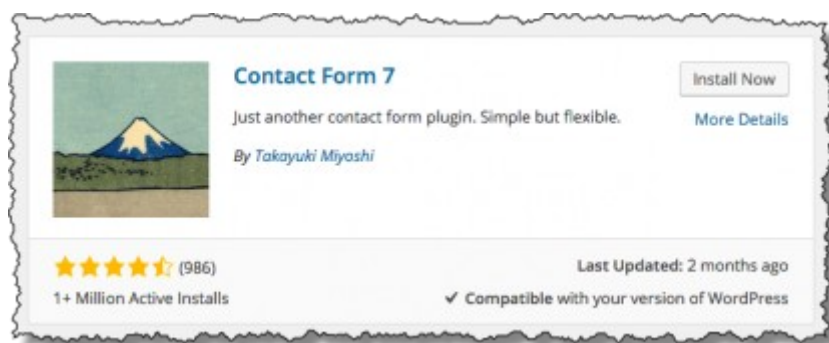 Contact Form 7
Install Now
Just another contact form plugin. Simple but flexible.
More Details
By Takayuki Miyoshi
(986)
Last Updated: 2 months ago
1+ Million Active Installs
✔ Compatible with your version of WordPress